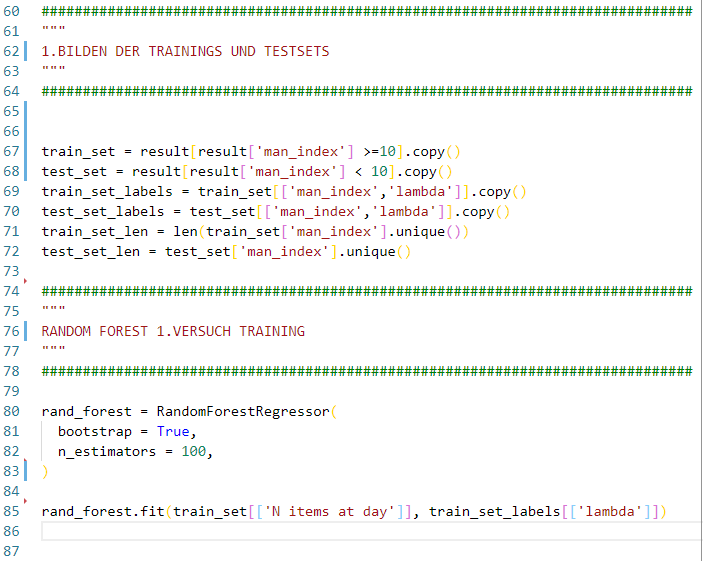 60 ###############################################################################
61 """
62 1.BILDEN DER TRAININGS UND TESTSETS
63 """
64 ###############################################################################
65
66
67 train_set = result[result['man_index'] >=10].copy()
68 test_set = result[result['man_index'] < 10].copy()
69 train_set_labels = train_set[['man_index','lambda']].copy()
70 test_set_labels = test_set[['man_index','lambda']].copy()
71 train_set_len = len(train_set['man_index'].unique())
72 test_set_len = test_set['man_index'].unique()
73
74 ###############################################################################
75 """
76 RANDOM FOREST 1.VERSUCH TRAINING
77 """
78 ###############################################################################
79
80 rand_forest = RandomForestRegressor(
81   bootstrap = True,
82   n_estimators = 100,
83 )
84
85 rand_forest.fit(train_set[['N items at day']], train_set_labels[['lambda']])
86
87